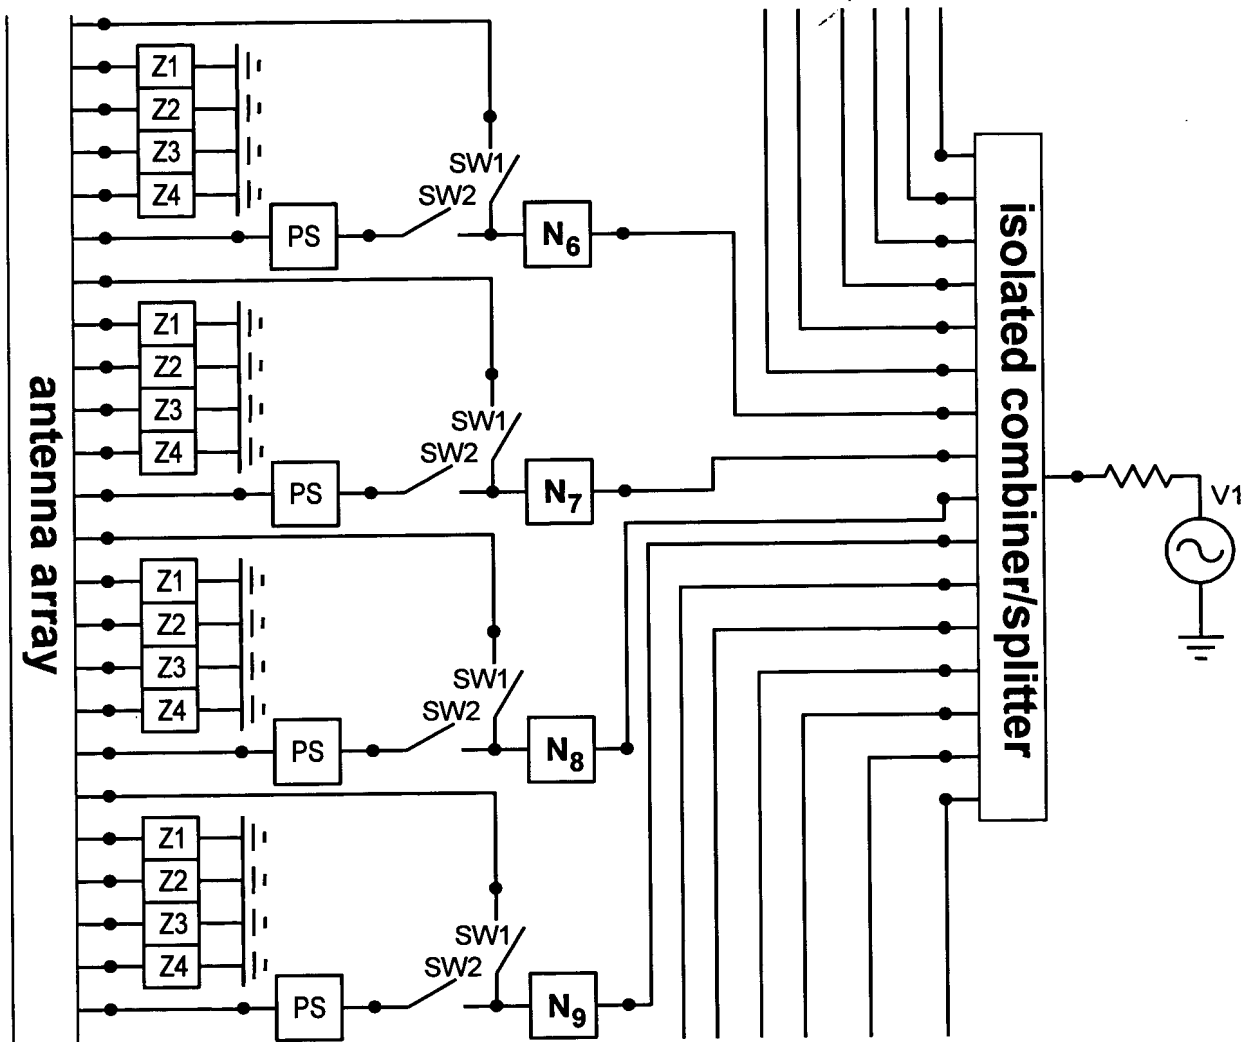 antenna array
Z1
Z2
Z3
Z4
PS
SW2
SW1
N6
Z1
Z2
Z3
Z4
PS
SW2
SW1
N7
Z1
Z2
Z3
Z4
PS
SW2
SW1
N8
Z1
Z2
Z3
Z4
PS
SW2
SW1
N9
isolated combiner/splitter
V1